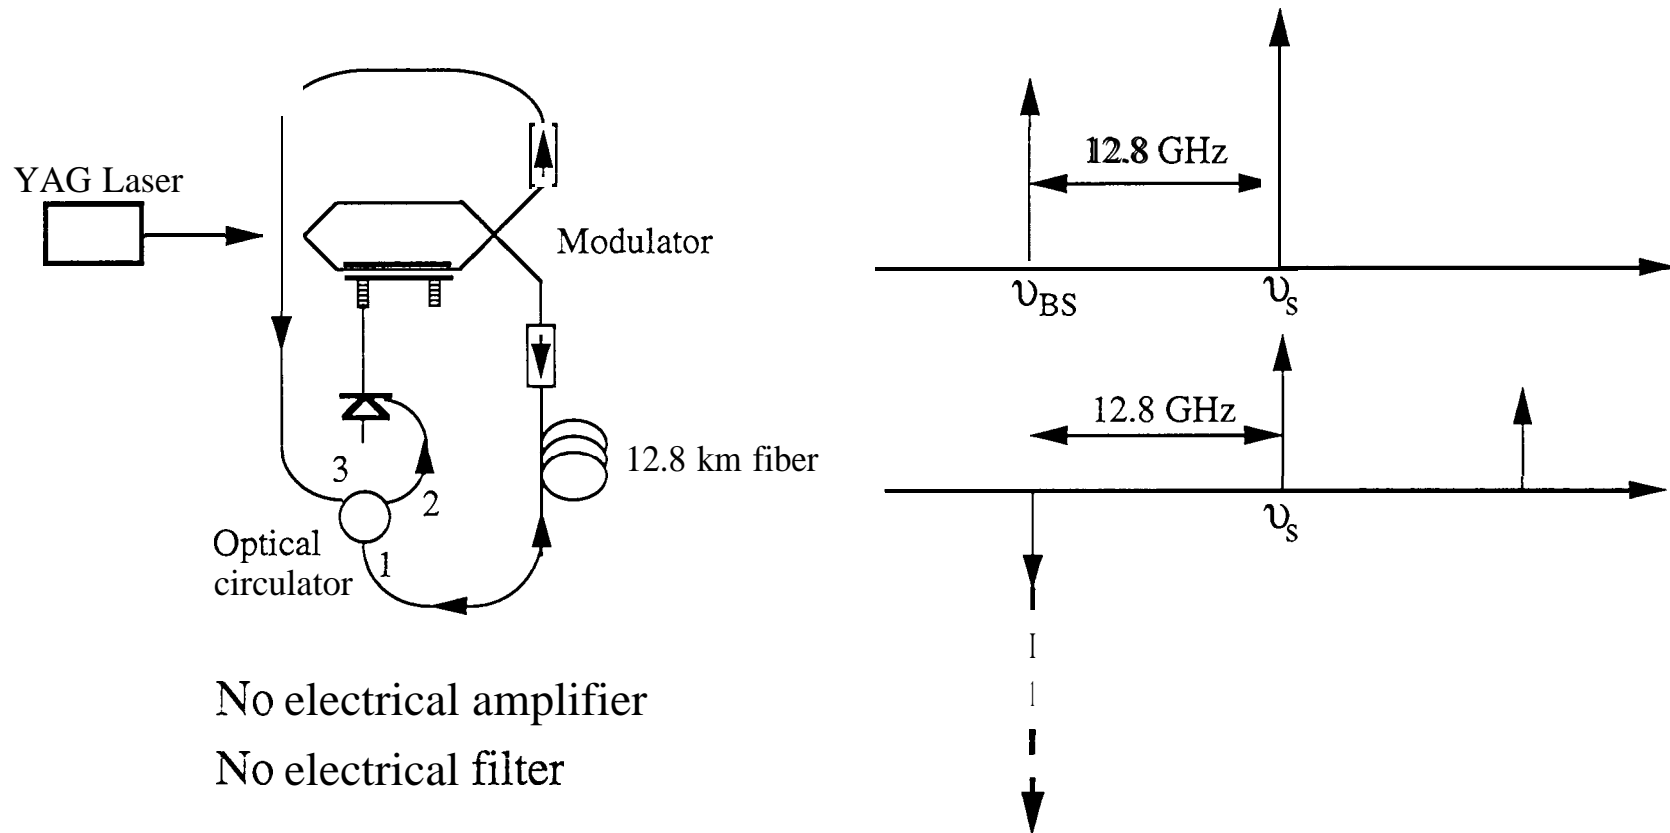 YAG Laser
Modulator
12.8 km fiber
3
2
Optical
1
circulator
No electrical amplifier
No electrical filter
12.8 GHz
υBS
υs
12.8 GHz
υs